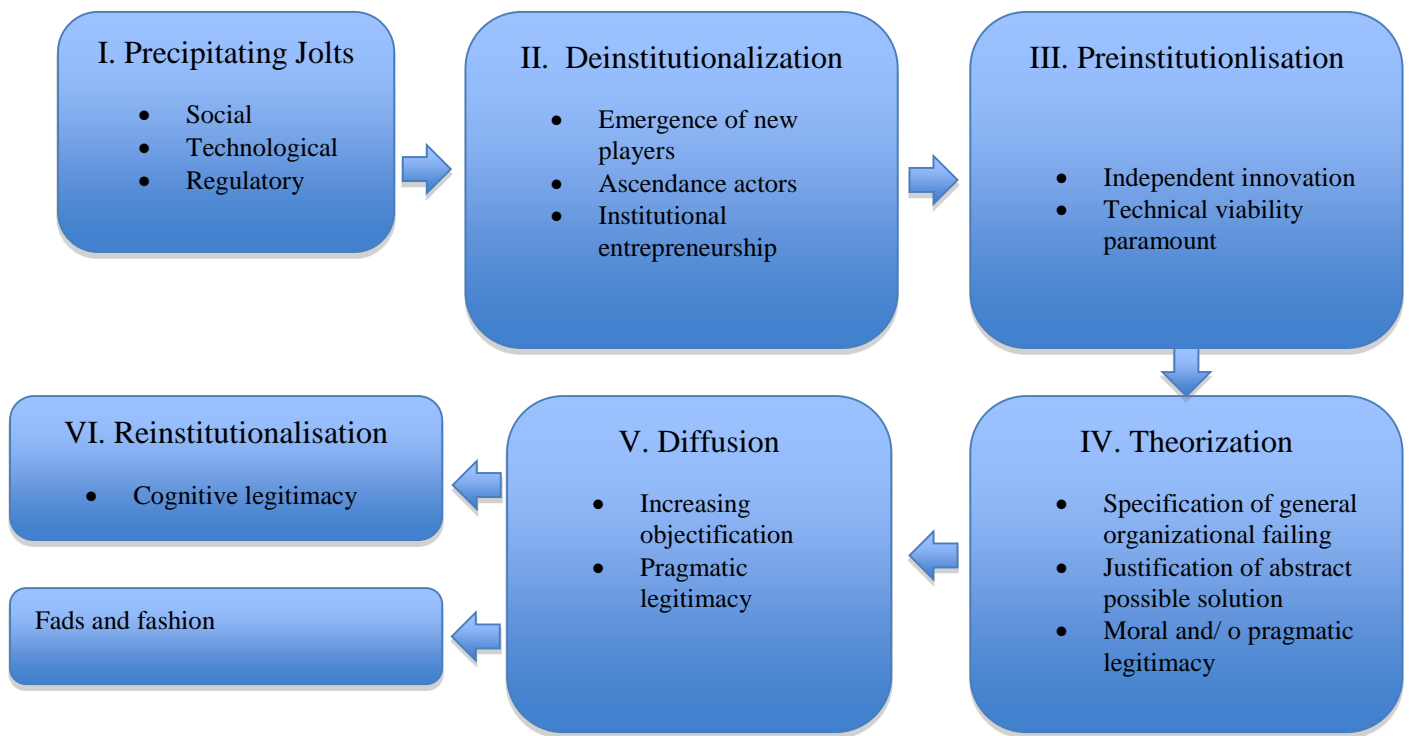 I. Precipitating Jolts
• Social
• Technological
• Regulatory
II. Deinstitutionalization
• Emergence of new
players
• Ascendance actors
• Institutional
entrepreneurship
III. Preinstitutionlisation
• Independent innovation
• Technical viability
paramount
IV. Theorization
• Specification of general
organizational failing
• Justification of abstract
possible solution
• Moral and/ o pragmatic
legitimacy
V. Diffusion
• Increasing
objectification
• Pragmatic
legitimacy
VI. Reinstitutionalisation
• Cognitive legitimacy
Fads and fashion